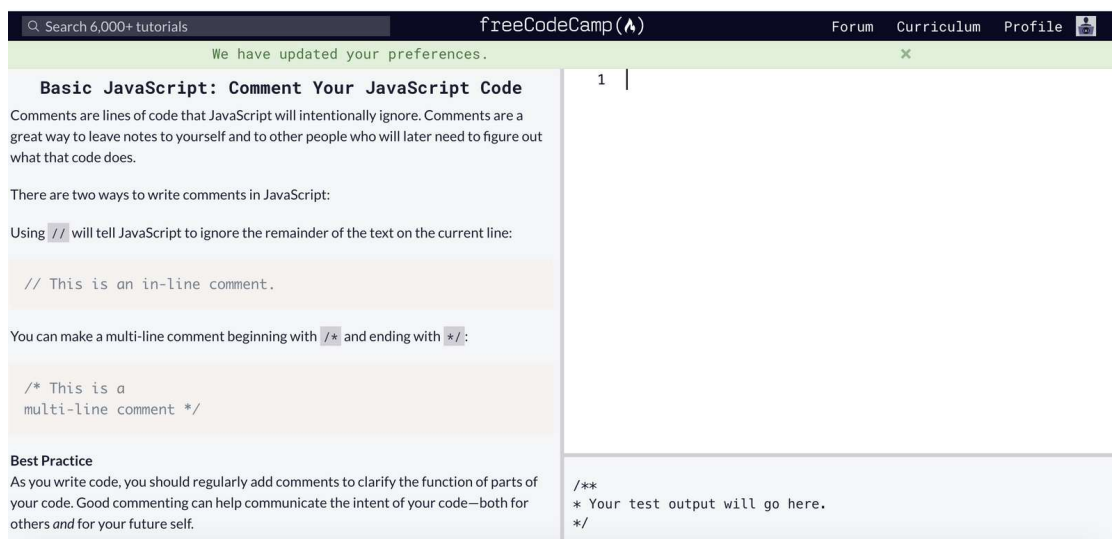 Search 6,000+ tutorials
freeCodeCamp(🔥)
Forum Curriculum Profile
We have updated your preferences.
×
Basic JavaScript: Comment Your JavaScript Code
Comments are lines of code that JavaScript will intentionally ignore. Comments are a
great way to leave notes to yourself and to other people who will later need to figure out
what that code does.
There are two ways to write comments in JavaScript:
Using // will tell JavaScript to ignore the remainder of the text on the current line:
// This is an in-line comment.
You can make a multi-line comment beginning with /* and ending with */:
/* This is a
multi-line comment */
Best Practice
As you write code, you should regularly add comments to clarify the function of parts of
your code. Good commenting can help communicate the intent of your code—both for
others and for your future self.
1
/**
* Your test output will go here.
*/